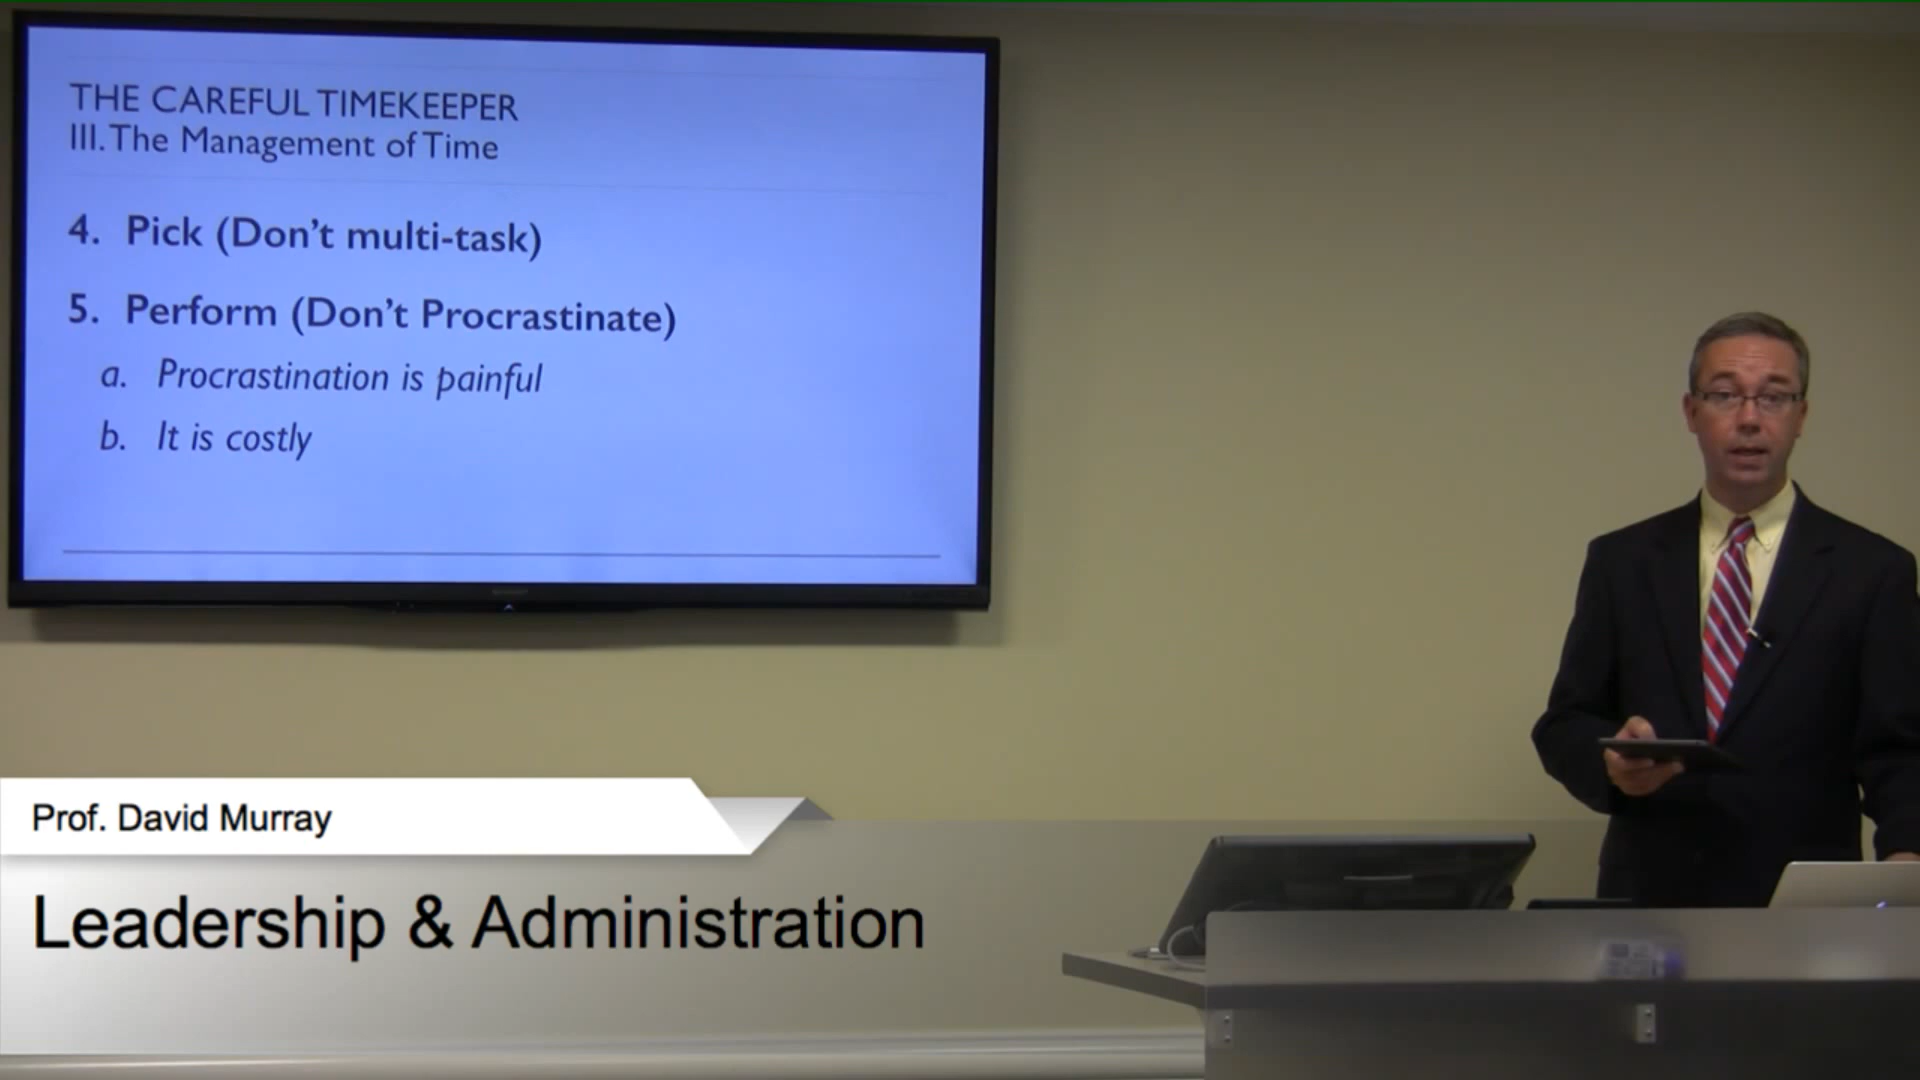 THE CAREFUL TIMEKEEPER
III. The Management of Time
4. Pick (Don't multi-task)
5. Perform (Don't Procrastinate)
a. Procrastination is painful
b. It is costly
Prof. David Murray
Leadership & Administration